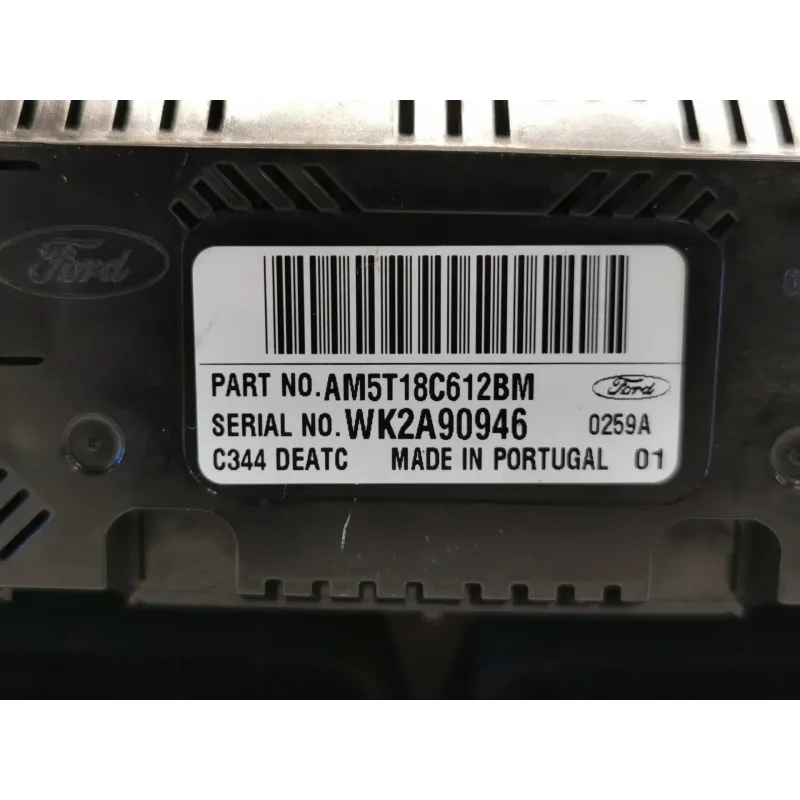 Ford
PART NO. AM5T18C612BM
Ford
SERIAL NO. WK2A90946 0259A
C344 DEATC MADE IN PORTUGAL 01